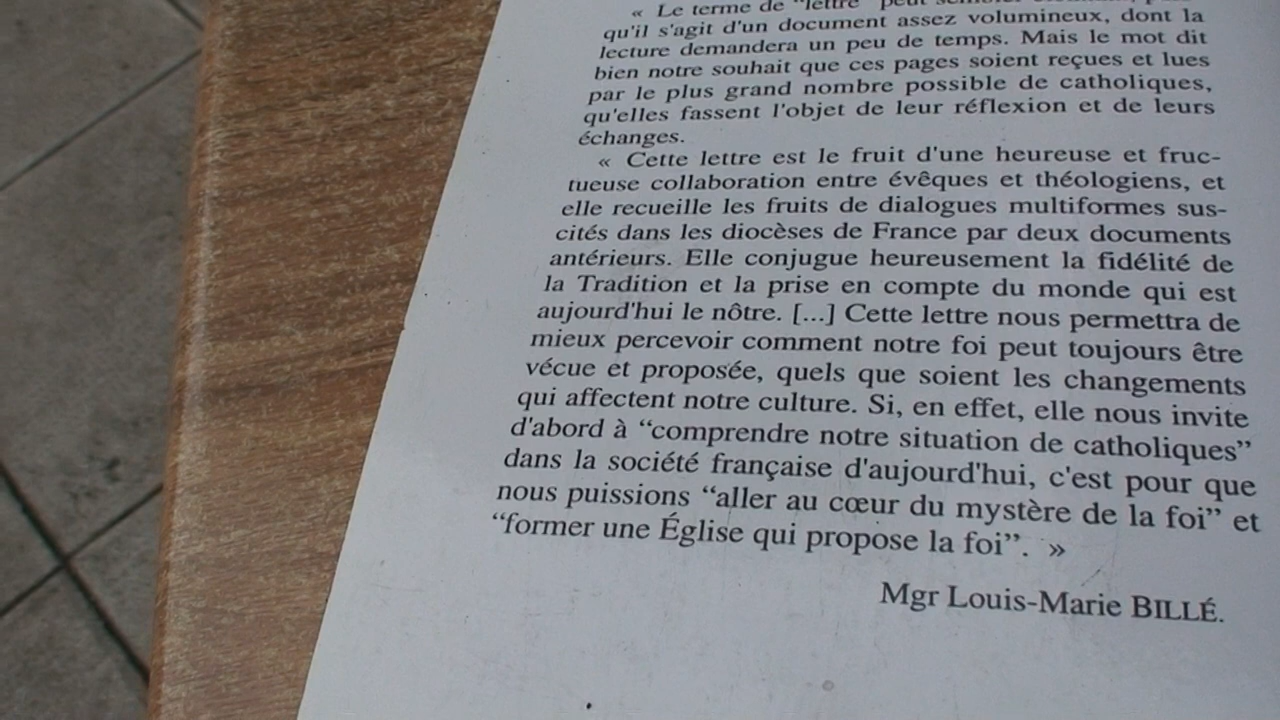 « Le terme de "lettre" peut
qu'il s'agit d'un document assez volumineux, dont la
lecture demandera un peu de temps. Mais le mot dit
bien notre souhait que ces pages soient reçues et lues
par le plus grand nombre possible de catholiques,
qu'elles fassent l'objet de leur réflexion et de leurs
échanges.
« Cette lettre est le fruit d'une heureuse et fruc-
tueuse collaboration entre évêques et théologiens, et
elle recueille les fruits de dialogues multiformes sus-
cités dans les diocèses de France par deux documents
antérieurs. Elle conjugue heureusement la fidélité de
la Tradition et la prise en compte du monde qui est
aujourd'hui le nôtre. [...] Cette lettre nous permettra de
mieux percevoir comment notre foi peut toujours être
vécue et proposée, quels que soient les changements
qui affectent notre culture. Si, en effet, elle nous invite
d'abord à “comprendre notre situation de catholiques”
dans la société française d'aujourd'hui, c'est pour que
nous puissions “aller au cœur du mystère de la foi” et
“former une Église qui propose la foi”. »
Mgr Louis-Marie BILLÉ.